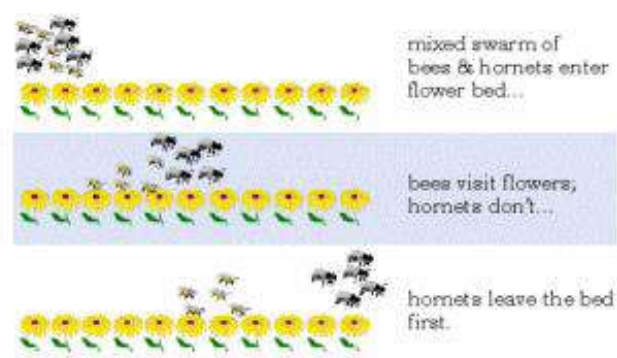 mixed swarm of
bees & hornets enter
flower bed...
bees visit flowers;
hornets don't...
hornets leave the bed
first.